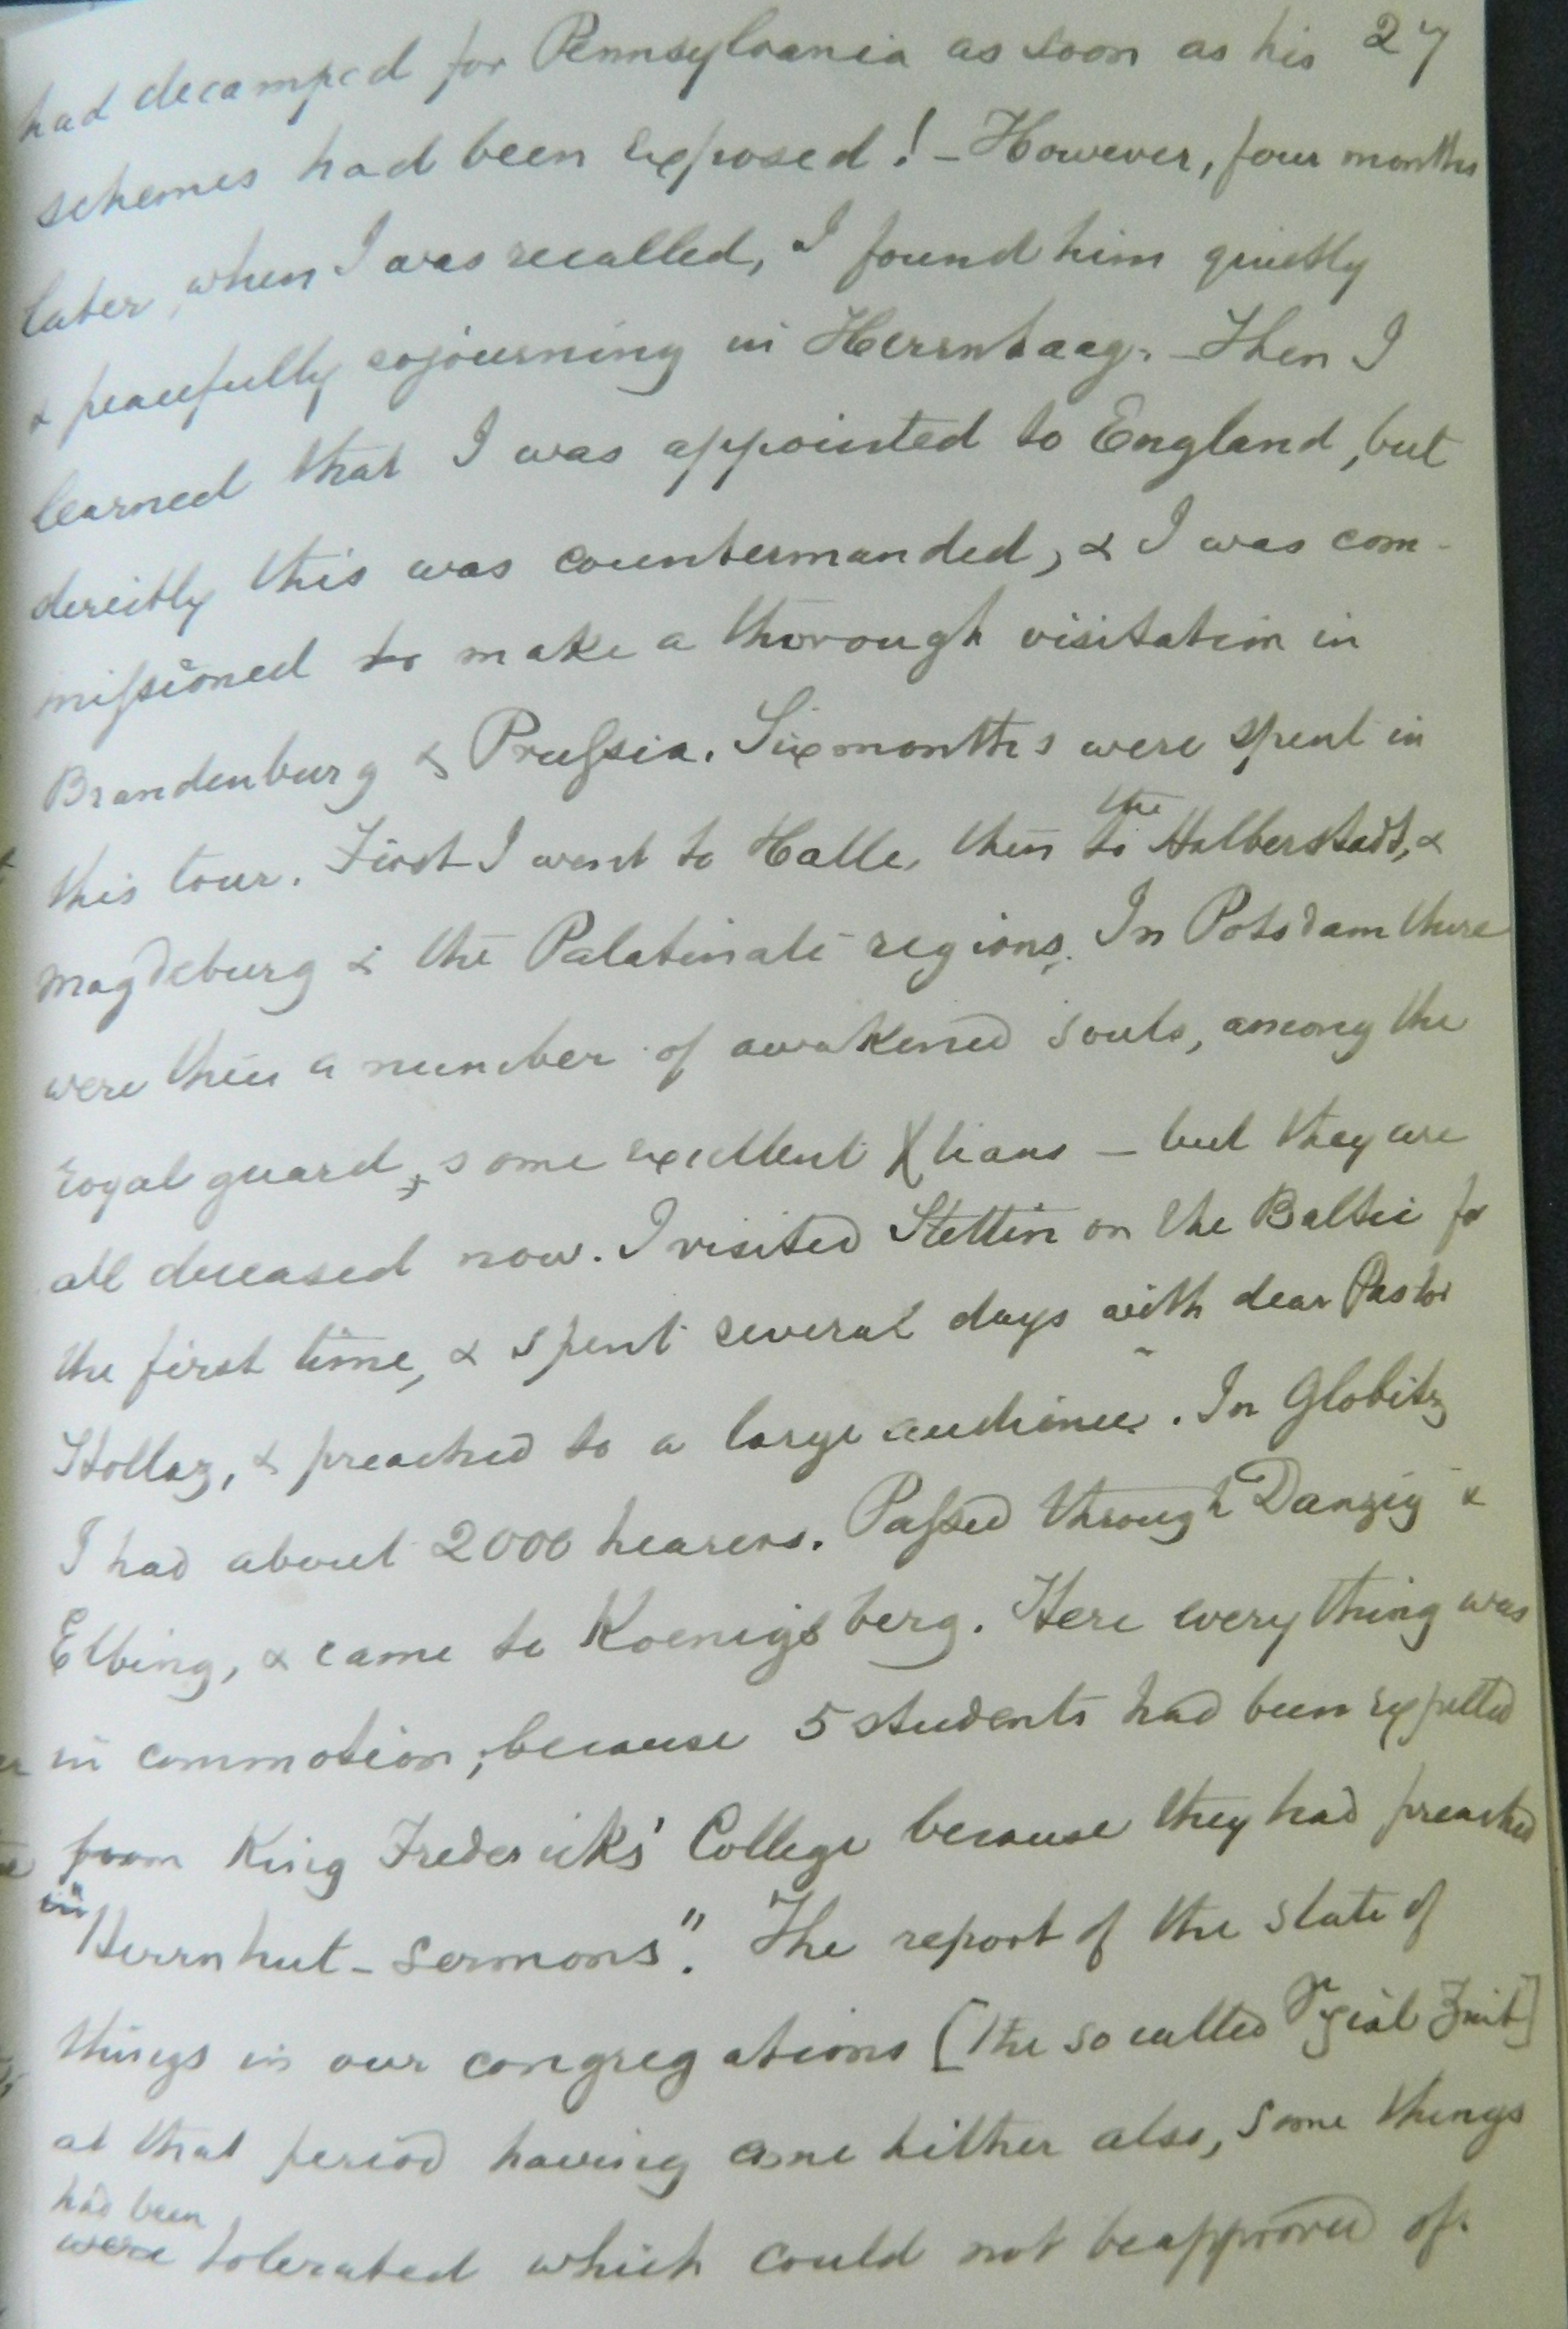 27
had decamped for Pennsylvania as soon as his
schemes had been exposed! - However, four months
later, when I was recalled, I found him quietly
& peacefully sojourning in Herrnhaag. - Then I
learned that I was appointed to England, but
directly this was countermanded, & I was com-
missioned to make a thorough visitation in
Brandenburg & Prussia. Six months were spent in
the
this tour. First I went to Halle, then to Halberstadt, &
Magdeburg & the Palatinate regions. In Potsdam there
were then a number of awakened souls, among the
royal guard, some excellent Xtians - but they are
all deceased now. I visited Stettin on the Baltic for
the first time, & spent several days with dear Pastor
Hollaz, & preached to a large audience. In Globitz
I had about 2000 hearers. Passed through Danzig &
Elbing, & came to Koenigsberg. Here every thing was
in commotion, because 5 students had been expelled
from King Frederick's College because they had preached
in
"Herrnhut-Sermons". The report of the state of
things in our congregations [the so called Zeit]
at that period having come hither also, some things
had been
were tolerated which could not be approved of.